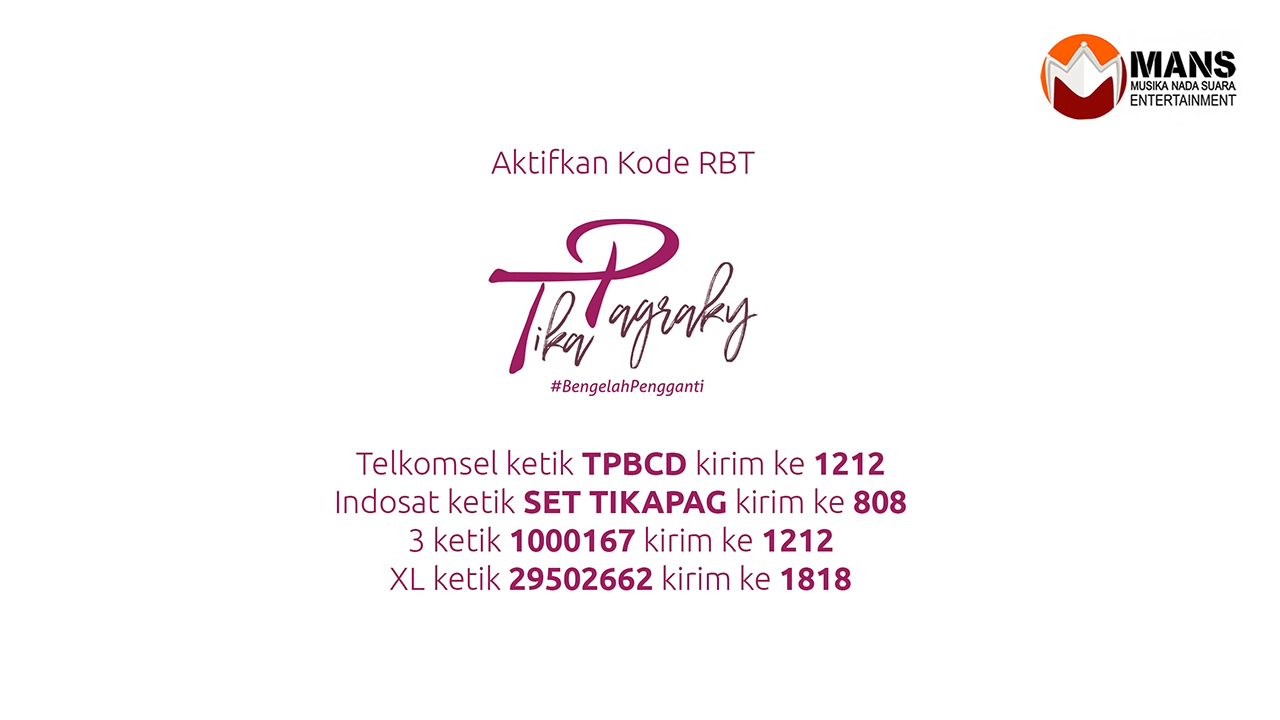 MANS
MUSIKA NADA SUARA
ENTERTAINMENT
Aktifkan Kode RBT
Tika Pagraky
#BengelahPengganti
Telkomsel ketik TPBCD kirim ke 1212
Indosat ketik SET TIKAPAG kirim ke 808
3 ketik 1000167 kirim ke 1212
XL ketik 29502662 kirim ke 1818